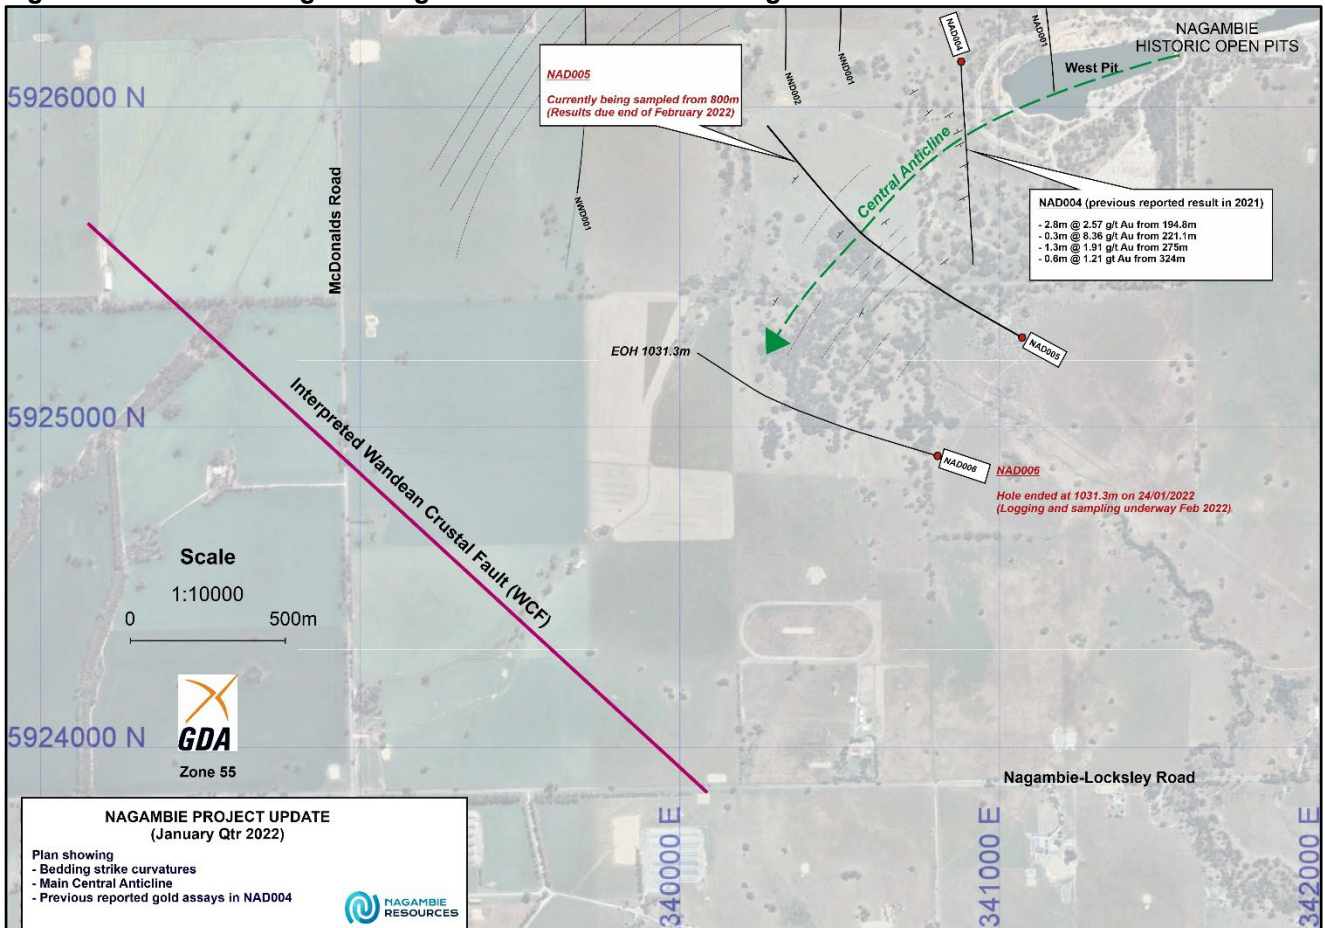 NAGAMBIE
HISTORIC OPEN PITS
West Pit
NAD004
NAD001
NND001
NND002
NAD005
Currently being sampled from 800m
(Results due end of February 2022)
5926000 N
McDonalds Road
NWD001
Central Anticline
NAD004 (previous reported result in 2021)
- 2.8m @ 2.57 g/t Au from 194.8m
- 0.3m @ 8.36 g/t Au from 221.1m
- 1.3m @ 1.91 g/t Au from 275m
- 0.6m @ 1.21 gt Au from 324m
NAD005
EOH 1031.3m
5925000 N
Interpreted Wandean Crustal Fault (WCF)
NAD006
NAD006
Hole ended at 1031.3m on 24/01/2022
(Logging and sampling underway Feb 2022)
Scale
1:10000
0 500m
GDA
Zone 55
5924000 N
Nagambie-Locksley Road
340000 E
341000 E
342000 E
NAGAMBIE PROJECT UPDATE
(January Qtr 2022)
Plan showing
- Bedding strike curvatures
- Main Central Anticline
- Previous reported gold assays in NAD004
NAGAMBIE
RESOURCES